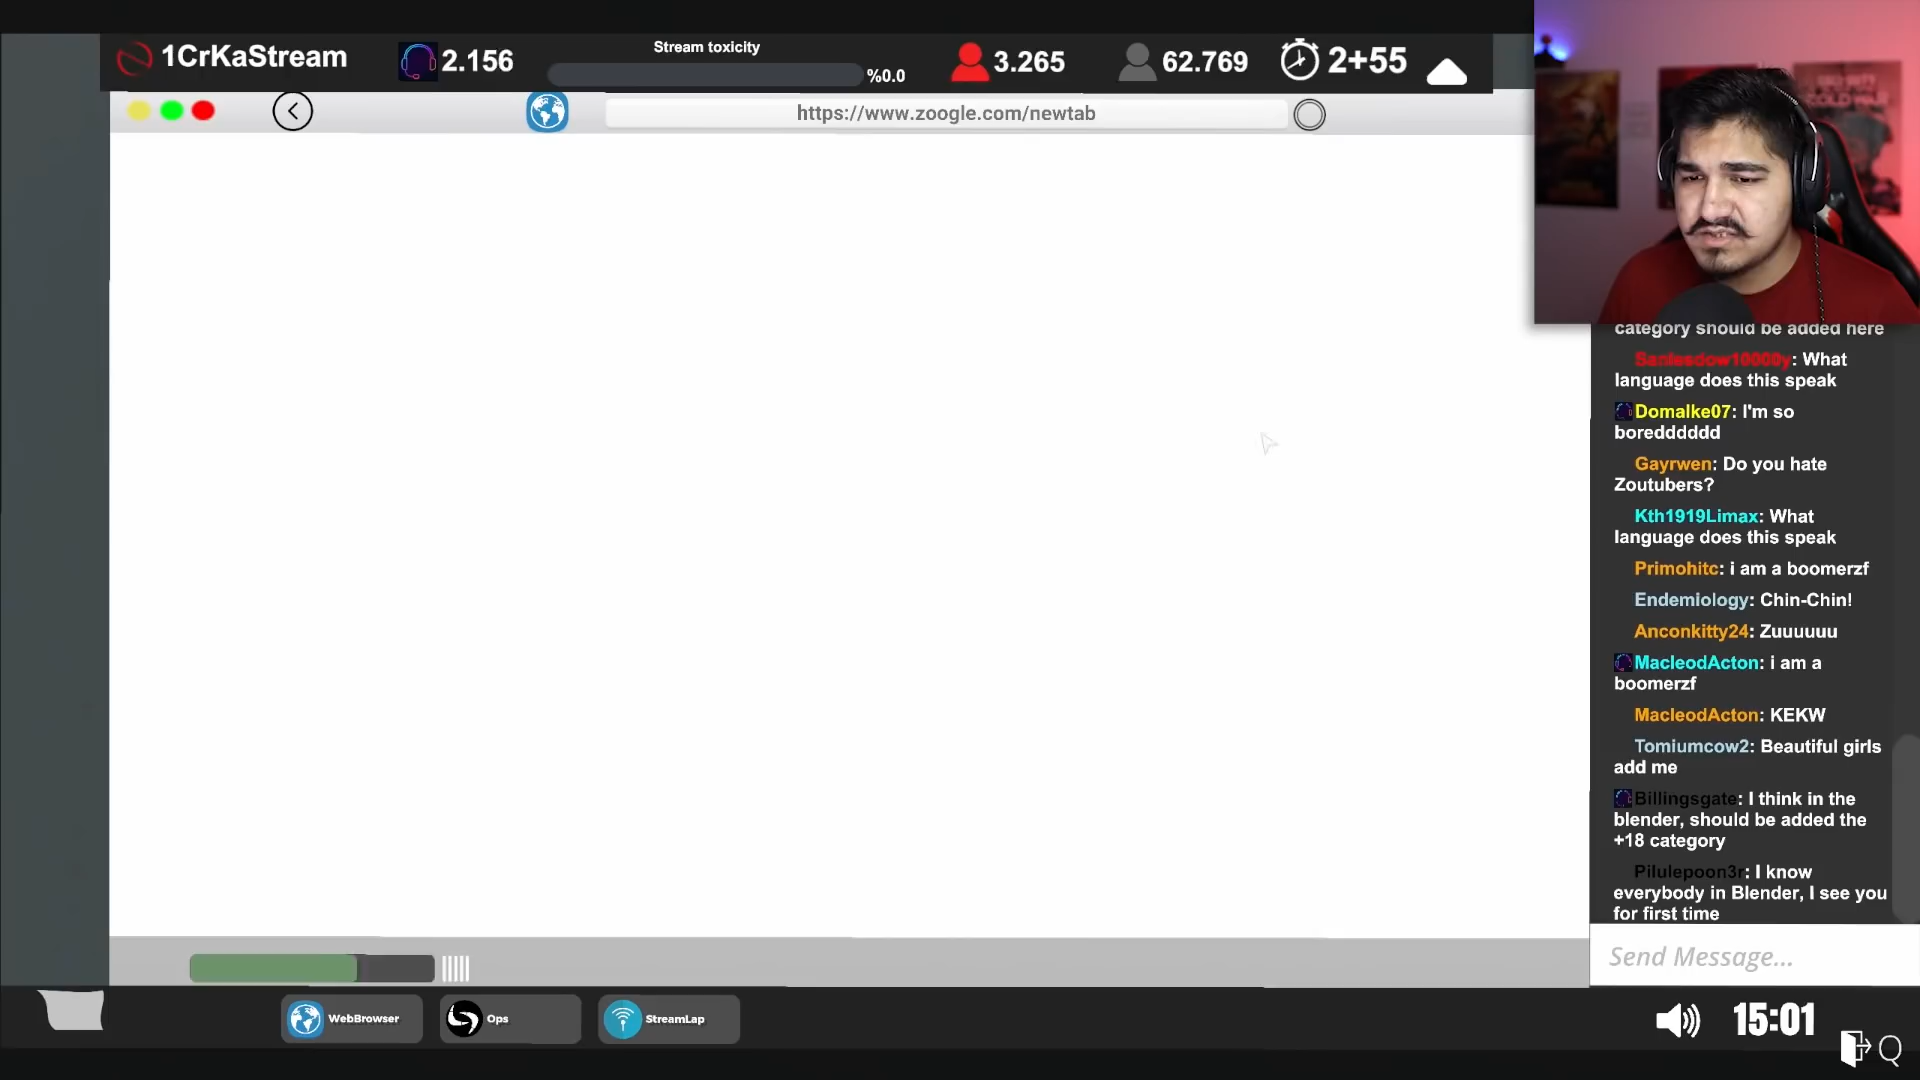 1CrKaStream
2.156
Stream toxicity
%0.0
3.265
62.769
2+55
https://www.zoogle.com/newtab
category should be added here
Santesdow10000y: What
language does this speak
Domalke07: I'm so
boredddddd
Gayrwen: Do you hate
Zoutubers?
Kth1919Limax: What
language does this speak
Primohitc: i am a boomerzf
Endemiology: Chin-Chin!
Anconkitty24: Zuuuuuu
MacleodActon: i am a
boomerzf
MacleodActon: KEKW
Tomiumcow2: Beautiful girls
add me
Billingsgate: I think in the
blender, should be added the
+18 category
Pilulepoon3r: I know
everybody in Blender, I see you
for first time
Send Message...
WebBrowser
Ops
StreamLap
15:01
Q